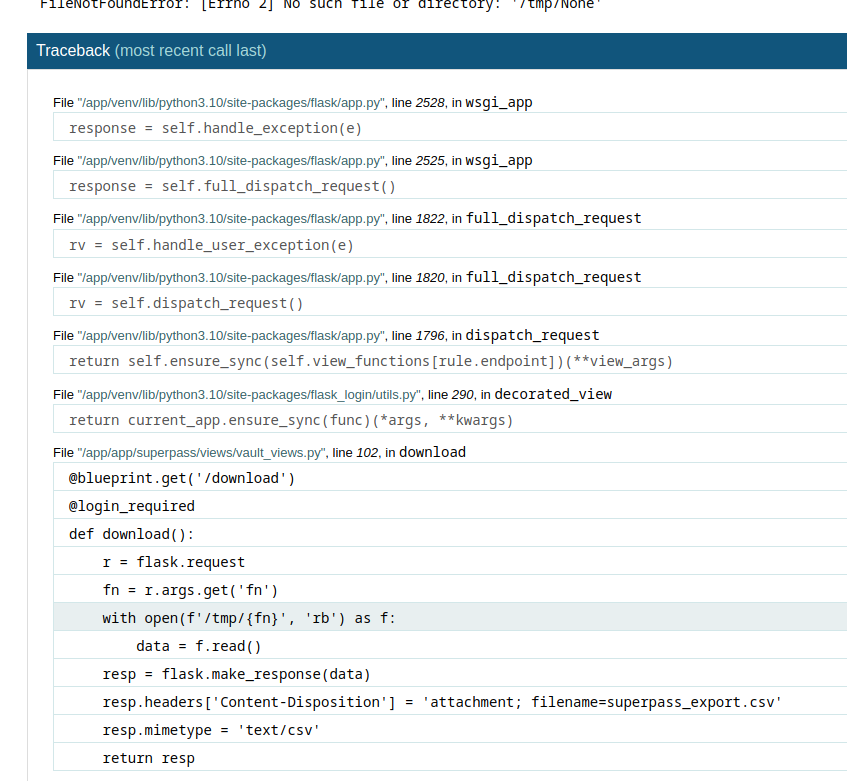 FileNotFoundError: [Errno 2] No such file or directory: '/tmp/None'
Traceback (most recent call last)
File "/app/venv/lib/python3.10/site-packages/flask/app.py", line 2528, in wsgi_app
response = self.handle_exception(e)
File "/app/venv/lib/python3.10/site-packages/flask/app.py", line 2525, in wsgi_app
response = self.full_dispatch_request()
File "/app/venv/lib/python3.10/site-packages/flask/app.py", line 1822, in full_dispatch_request
rv = self.handle_user_exception(e)
File "/app/venv/lib/python3.10/site-packages/flask/app.py", line 1820, in full_dispatch_request
rv = self.dispatch_request()
File "/app/venv/lib/python3.10/site-packages/flask/app.py", line 1796, in dispatch_request
return self.ensure_sync(self.view_functions[rule.endpoint])(**view_args)
File "/app/venv/lib/python3.10/site-packages/flask_login/utils.py", line 290, in decorated_view
return current_app.ensure_sync(func)(*args, **kwargs)
File "/app/app/superpass/views/vault_views.py", line 102, in download
@blueprint.get('/download')
@login_required
def download():
    r = flask.request
    fn = r.args.get('fn')
    with open(f'/tmp/{fn}', 'rb') as f:
        data = f.read()
    resp = flask.make_response(data)
    resp.headers['Content-Disposition'] = 'attachment; filename=superpass_export.csv'
    resp.mimetype = 'text/csv'
    return resp